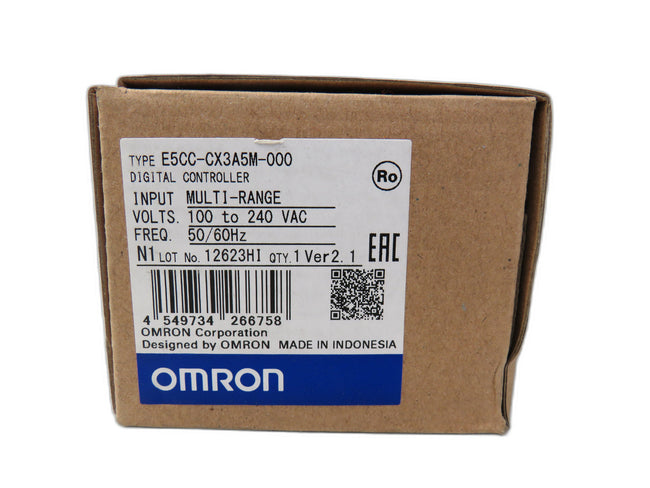 TYPE E5CC-CX3A5M-000
DIGITAL CONTROLLER
Ro
INPUT MULTI-RANGE
VOLTS. 100 to 240 VAC
FREQ. 50/60Hz
N1 LOT No. 12623HI QTY. 1 Ver2. 1
EAC
4 549734 266758
OMRON Corporation
Designed by OMRON MADE IN INDONESIA
OMRON